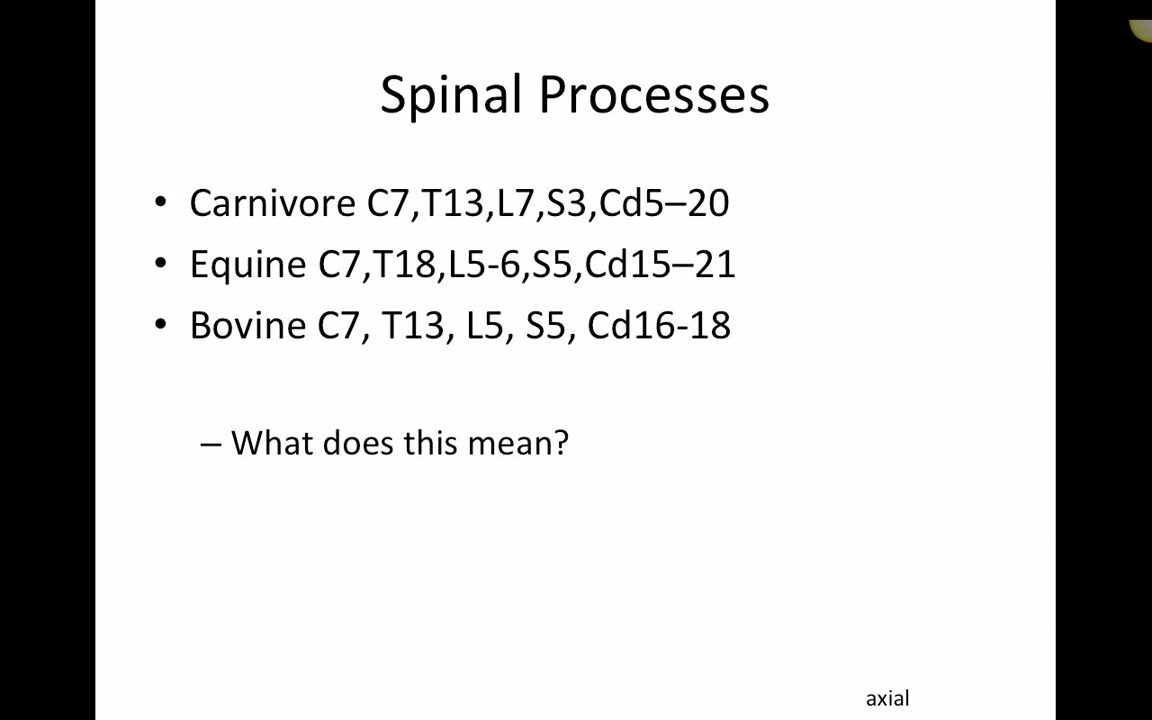 Spinal Processes
• Carnivore C7,T13,L7,S3,Cd5–20
• Equine C7,T18,L5-6,S5,Cd15–21
• Bovine C7, T13, L5, S5, Cd16-18
– What does this mean?
axial